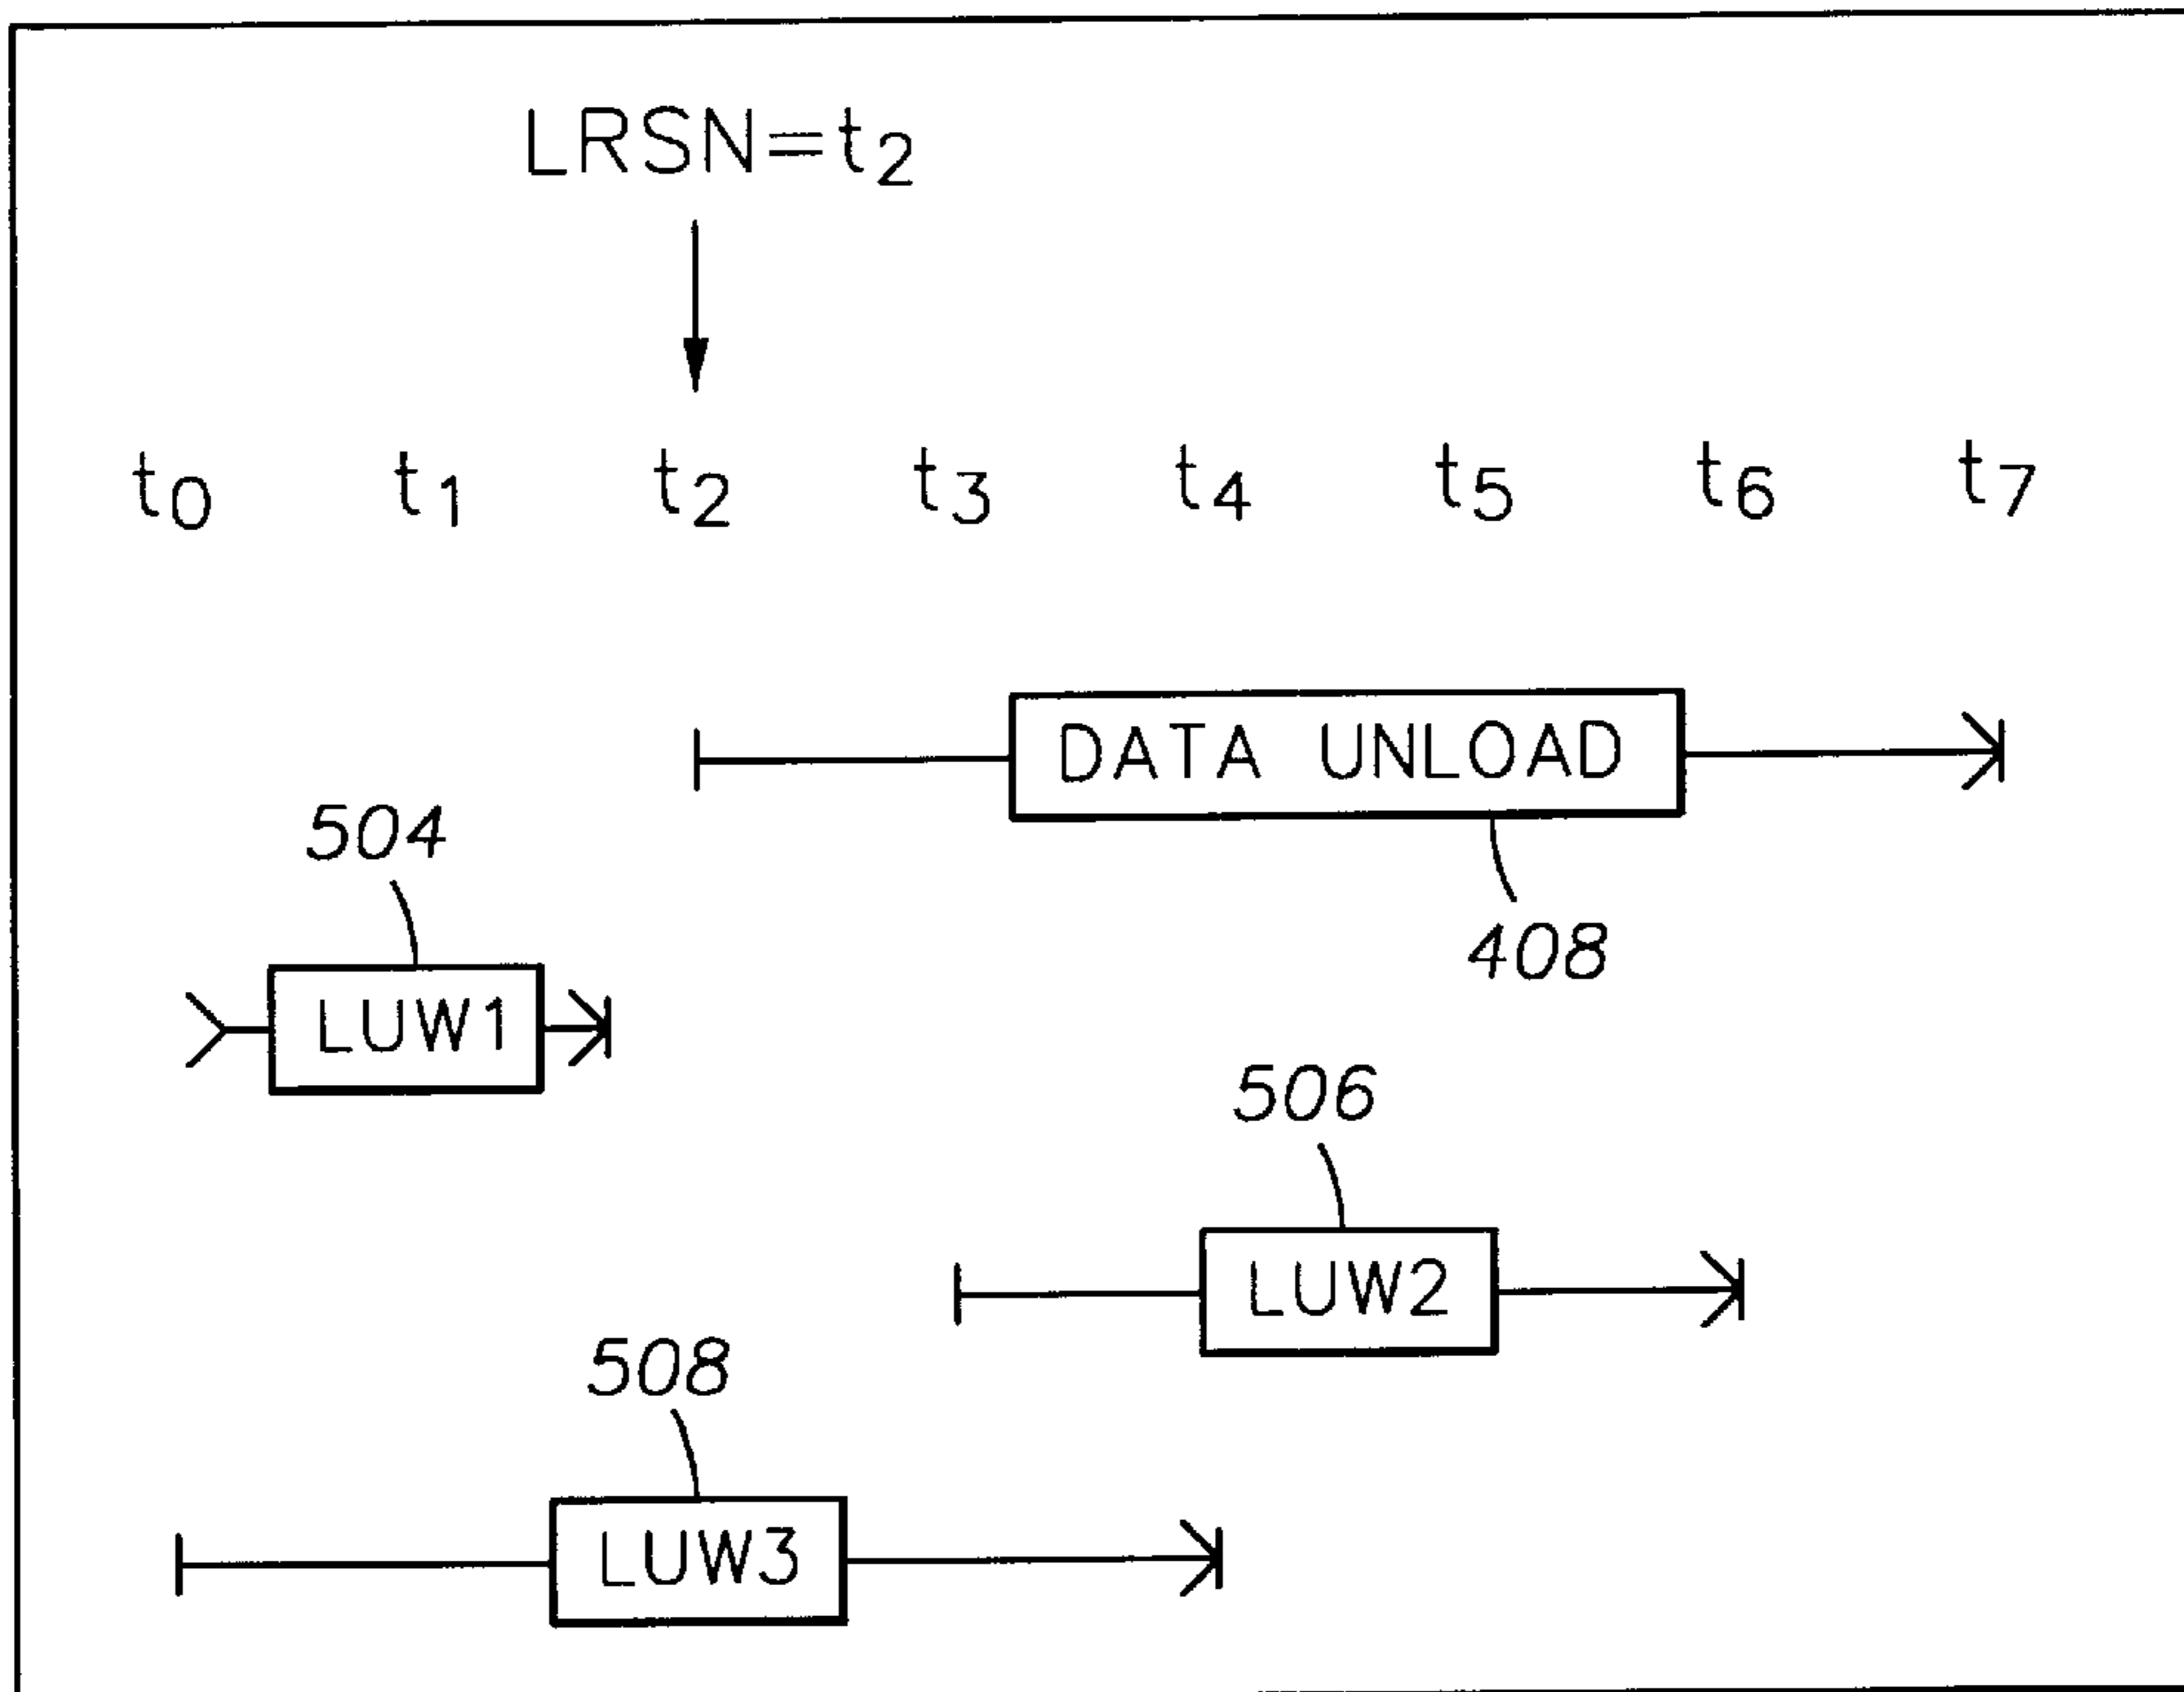 LRSN=t2
t0 t1 t2 t3 t4 t5 t6 t7
DATA UNLOAD
504
408
LUW1
506
LUW2
508
LUW3